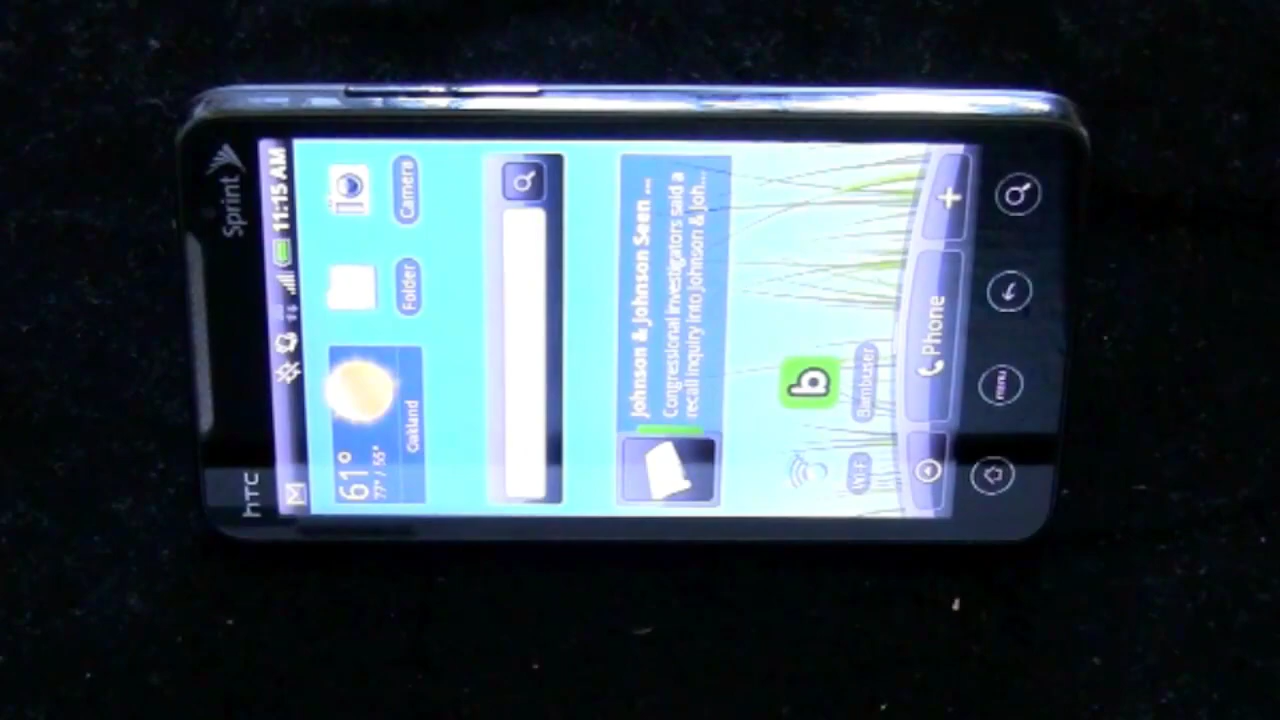 hTC
Sprint
11:15 AM
61°
77° / 55°
Oakland
Folder
Camera
Johnson & Johnson Seen ...
Congressional investigators said a
recall inquiry into Johnson & Joh...
b
Wi-Fi
Bambuser
Phone
+
menu